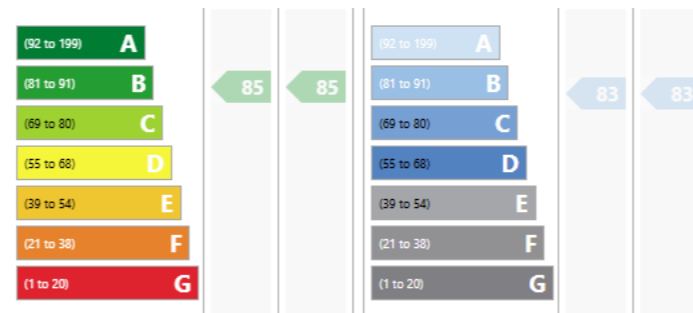 (92 to 199) A
(81 to 91) B 85 85
(69 to 80) C
(55 to 68) D
(39 to 54) E
(21 to 38) F
(1 to 20) G
(92 to 199) A
(81 to 91) B 83 83
(69 to 80) C
(55 to 68) D
(39 to 54) E
(21 to 38) F
(1 to 20) G